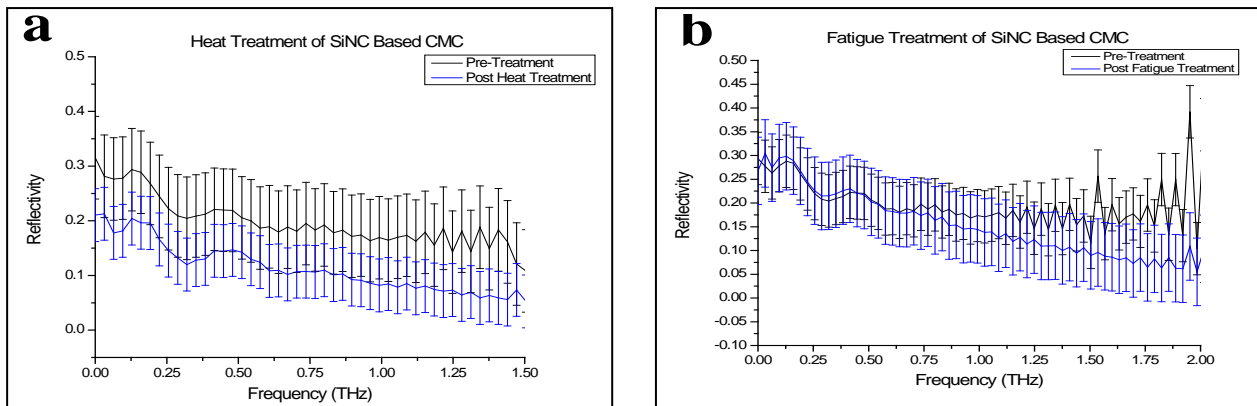 a
Heat Treatment of SiNC Based CMC
Pre-Treatment
Post Heat Treatment
Reflectivity
0.5
0.4
0.3
0.2
0.1
0.0
0.00 0.25 0.50 0.75 1.00 1.25 1.50
Frequency (THz)
b
Fatigue Treatment of SiNC Based CMC
Pre-Treatment
Post Fatigue Treatment
Reflectivity
0.50
0.45
0.40
0.35
0.30
0.25
0.20
0.15
0.10
0.05
0.00
-0.05
-0.10
0.00 0.25 0.50 0.75 1.00 1.25 1.50 1.75 2.00
Frequency (THz)